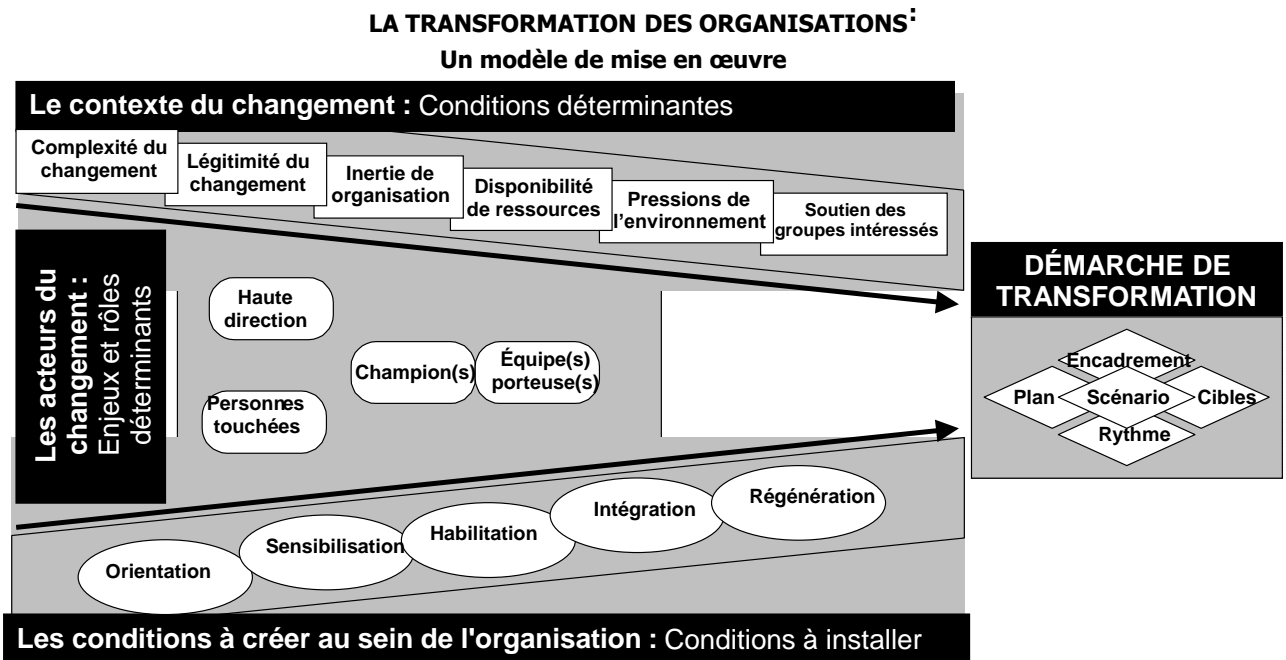 LA TRANSFORMATION DES ORGANISATIONS:
Un modèle de mise en œuvre
Le contexte du changement : Conditions déterminantes
Complexité du
changement
Légitimité du
changement
Inertie de
organisation
Disponibilité
de ressources
Pressions de
l'environnement
Soutien des
groupes intéressés
Les acteurs du
changement :
Enjeux et rôles
déterminants
Haute
direction
Personnes
touchées
Champion(s)
Équipe(s)
porteuse(s)
DÉMARCHE DE
TRANSFORMATION
Encadrement
Plan
Scénario
Cibles
Rythme
Orientation
Sensibilisation
Habilitation
Intégration
Régénération
Les conditions à créer au sein de l'organisation : Conditions à installer